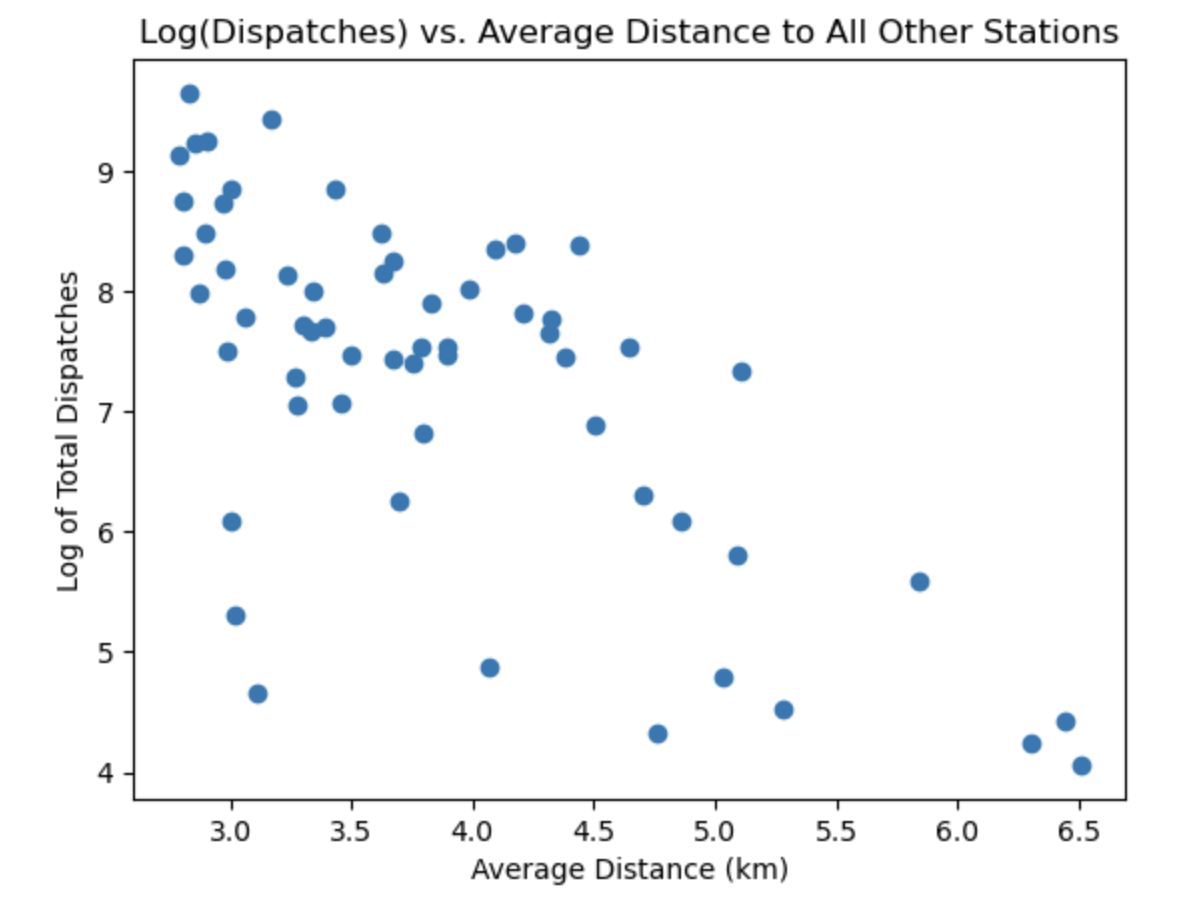 Log(Dispatches) vs. Average Distance to All Other Stations
Log of Total Dispatches
9
8
7
6
5
4
3.0 3.5 4.0 4.5 5.0 5.5 6.0 6.5
Average Distance (km)